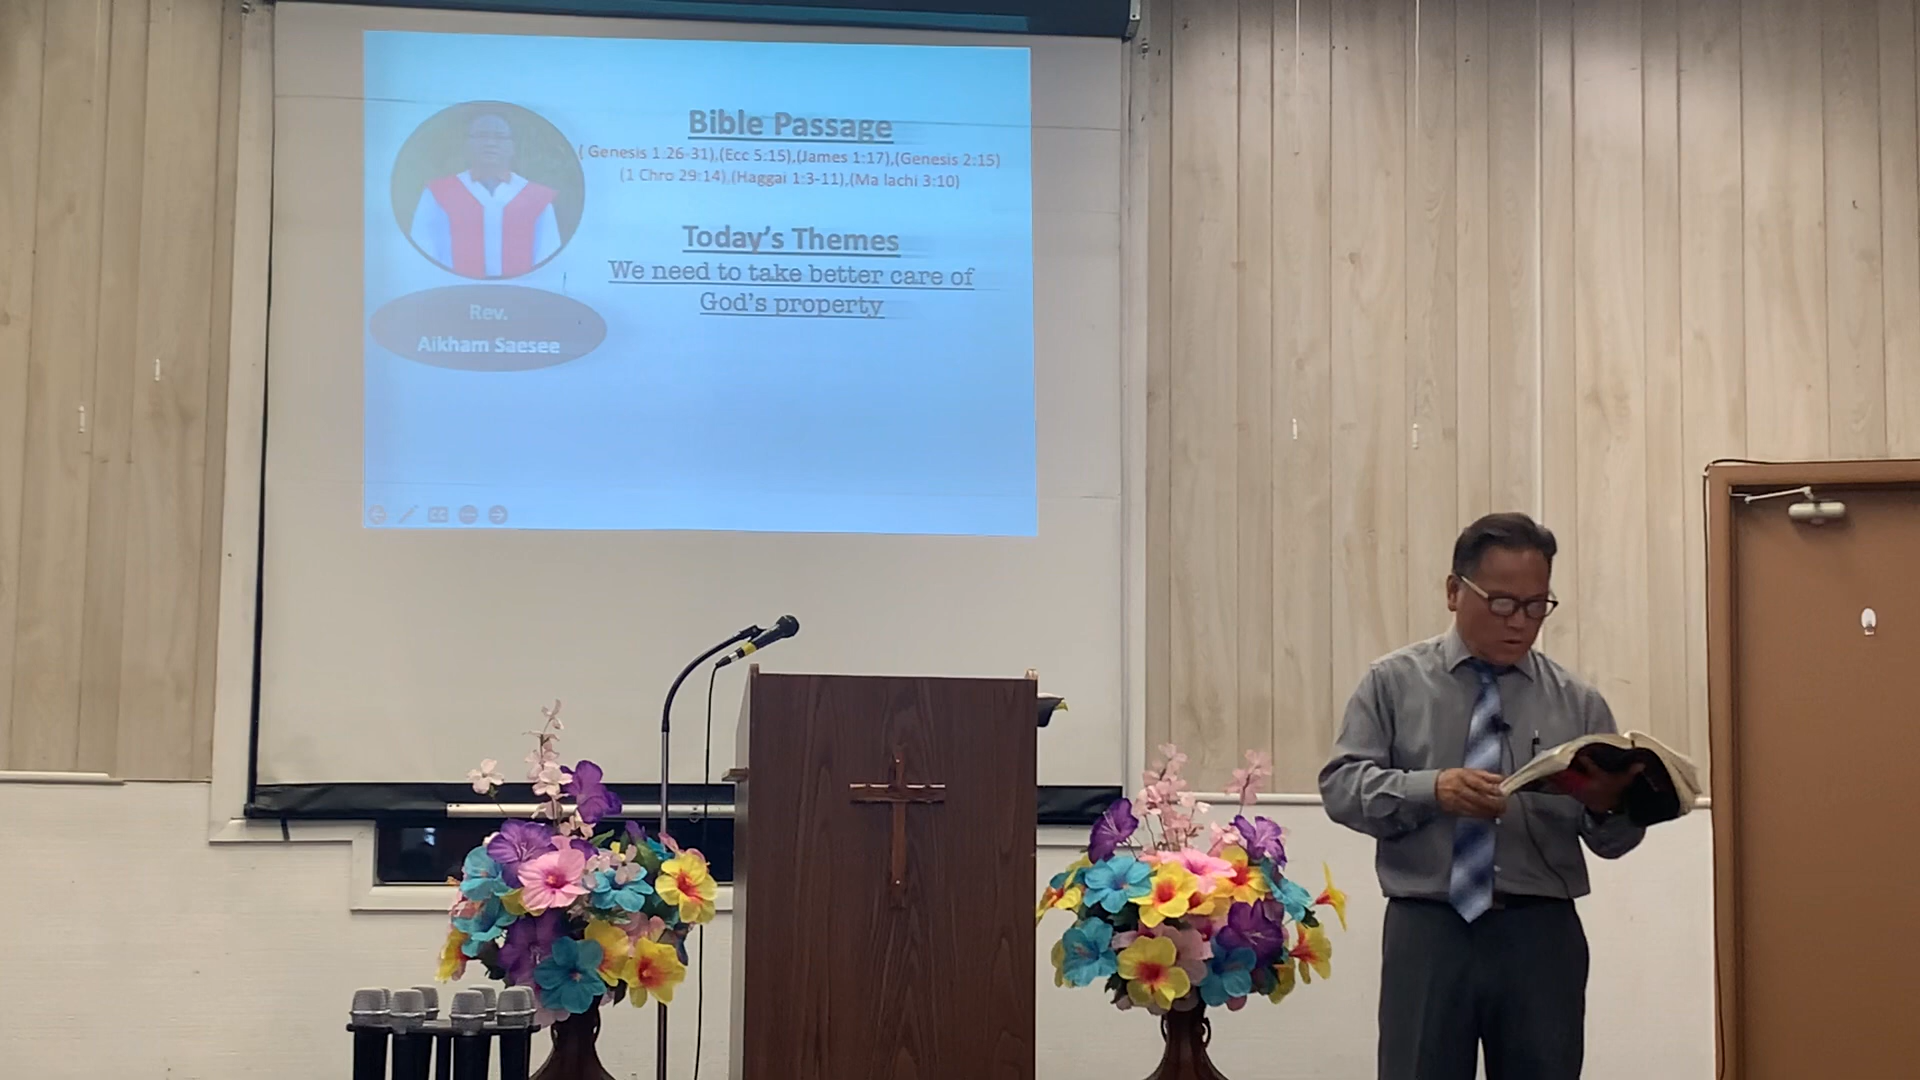 Bible Passage
( Genesis 1:26-31),(Ecc 5:15),(James 1:17),(Genesis 2:15)
(1 Chro 29:14),(Haggai 1:3-11),(Ma lachi 3:10)
Today's Themes
We need to take better care of
God's property
Rev.
Aikham Saesee